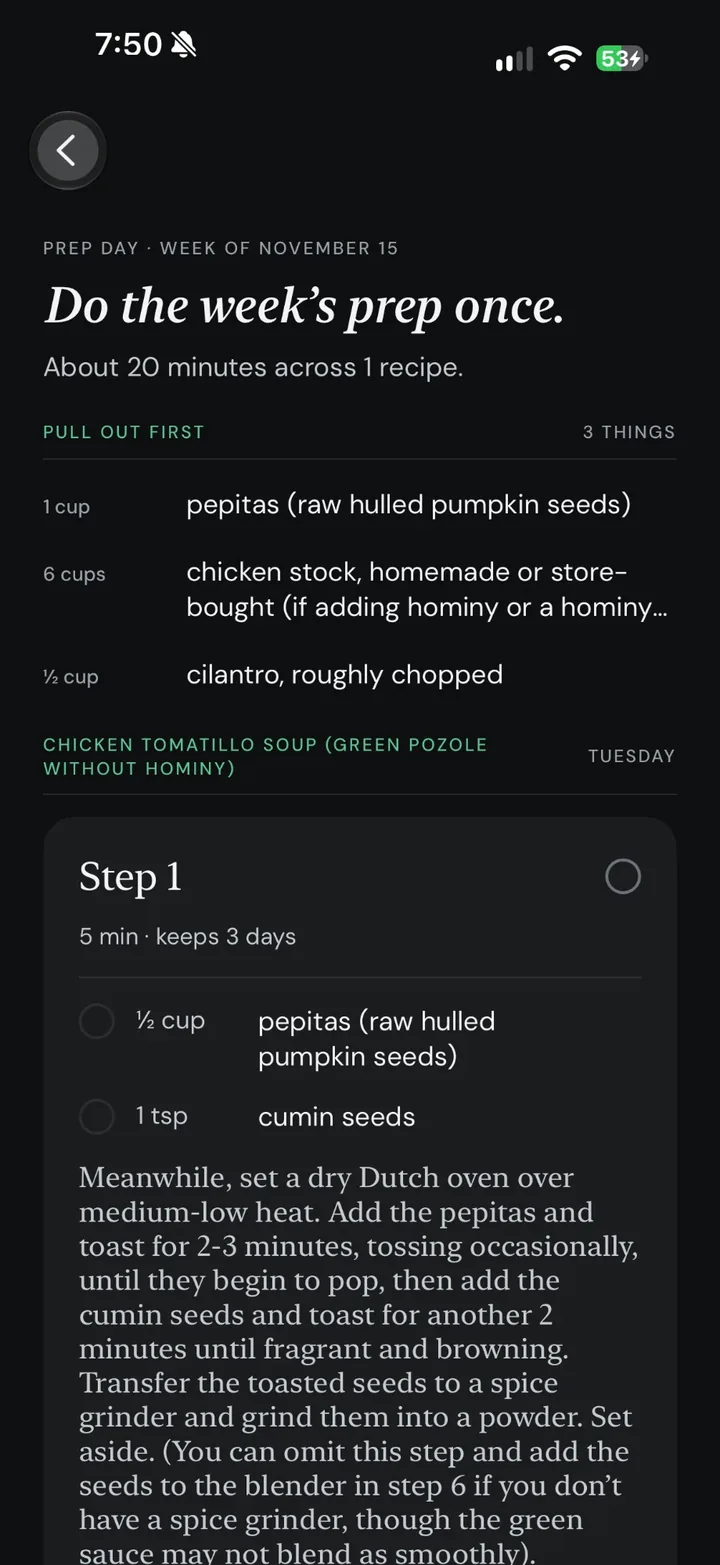 7:50
53
PREP DAY · WEEK OF NOVEMBER 15
Do the week’s prep once.
About 20 minutes across 1 recipe.
PULL OUT FIRST 3 THINGS
1 cup pepitas (raw hulled pumpkin seeds)
6 cups chicken stock, homemade or store-
bought (if adding hominy or a hominy…
½ cup cilantro, roughly chopped
CHICKEN TOMATILLO SOUP (GREEN POZOLE
WITHOUT HOMINY) TUESDAY
Step 1
5 min · keeps 3 days
½ cup pepitas (raw hulled
pumpkin seeds)
1 tsp cumin seeds
Meanwhile, set a dry Dutch oven over
medium-low heat. Add the pepitas and
toast for 2-3 minutes, tossing occasionally,
until they begin to pop, then add the
cumin seeds and toast for another 2
minutes until fragrant and browning.
Transfer the toasted seeds to a spice
grinder and grind them into a powder. Set
aside. (You can omit this step and add the
seeds to the blender in step 6 if you don’t
have a spice grinder, though the green
sauce may not blend as smoothly).